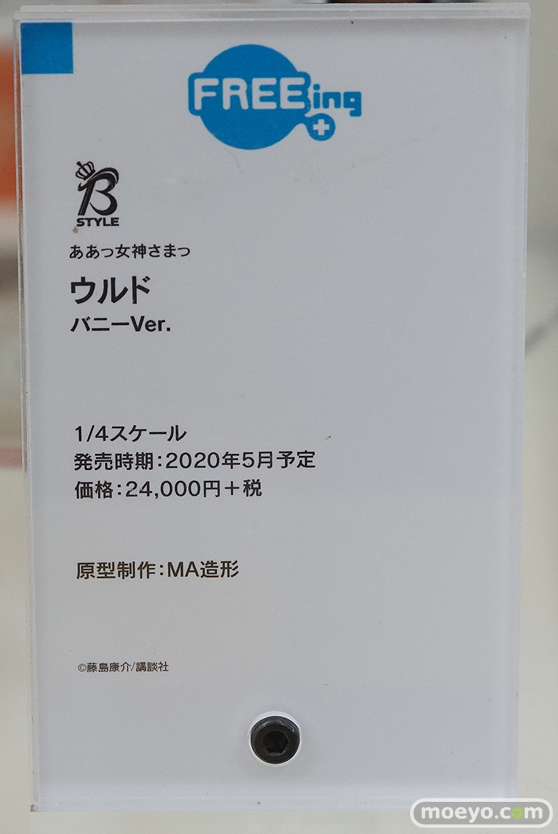 FREEing
B
STYLE
ああっ女神さまっ
ウルド
バニーVer.
1/4スケール
発売時期：2020年5月予定
価格：24,000円＋税
原型制作：MA造形
©藤島康介/講談社
moeyo.com